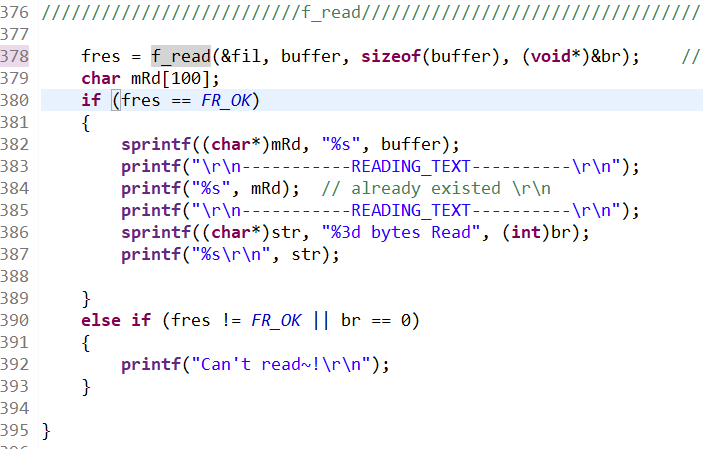 376 //////////////////////////f_read//////////////////////////////////
377
378 fres = f_read(&fil, buffer, sizeof(buffer), (void*)&br);    //
379 char mRd[100];
380 if (fres == FR_OK)
381 {
382 sprintf((char*)mRd, "%s", buffer);
383 printf("\r\n-----------READING_TEXT----------\r\n");
384 printf("%s", mRd);  // already existed \r\n
385 printf("\r\n-----------READING_TEXT----------\r\n");
386 sprintf((char*)str, "%3d bytes Read", (int)br);
387 printf("%s\r\n", str);
388
389 }
390 else if (fres != FR_OK || br == 0)
391 {
392 printf("Can't read~!\r\n");
393 }
394
395 }